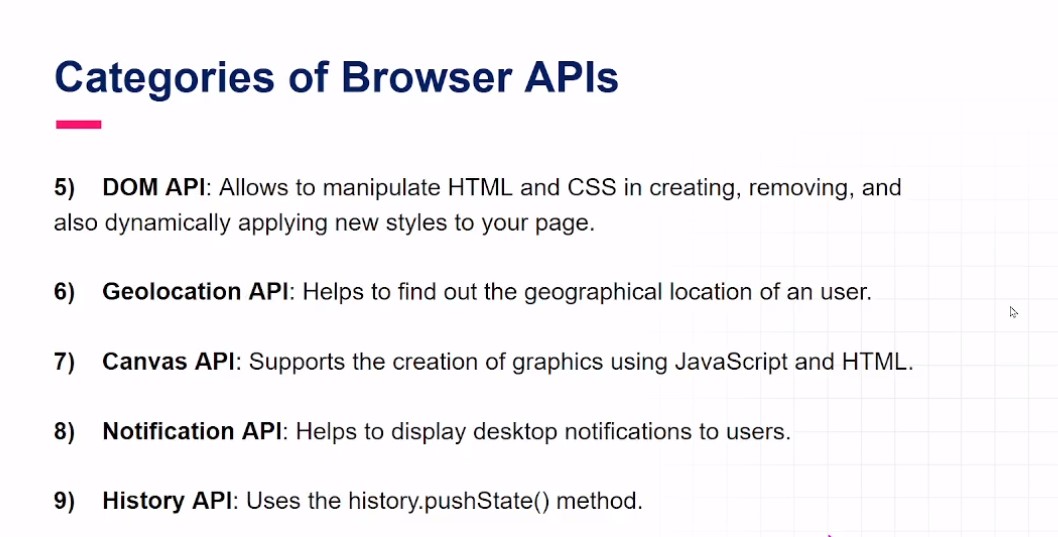 Categories of Browser APIs
5) DOM API: Allows to manipulate HTML and CSS in creating, removing, and
also dynamically applying new styles to your page.
6) Geolocation API: Helps to find out the geographical location of an user.
7) Canvas API: Supports the creation of graphics using JavaScript and HTML.
8) Notification API: Helps to display desktop notifications to users.
9) History API: Uses the history.pushState() method.